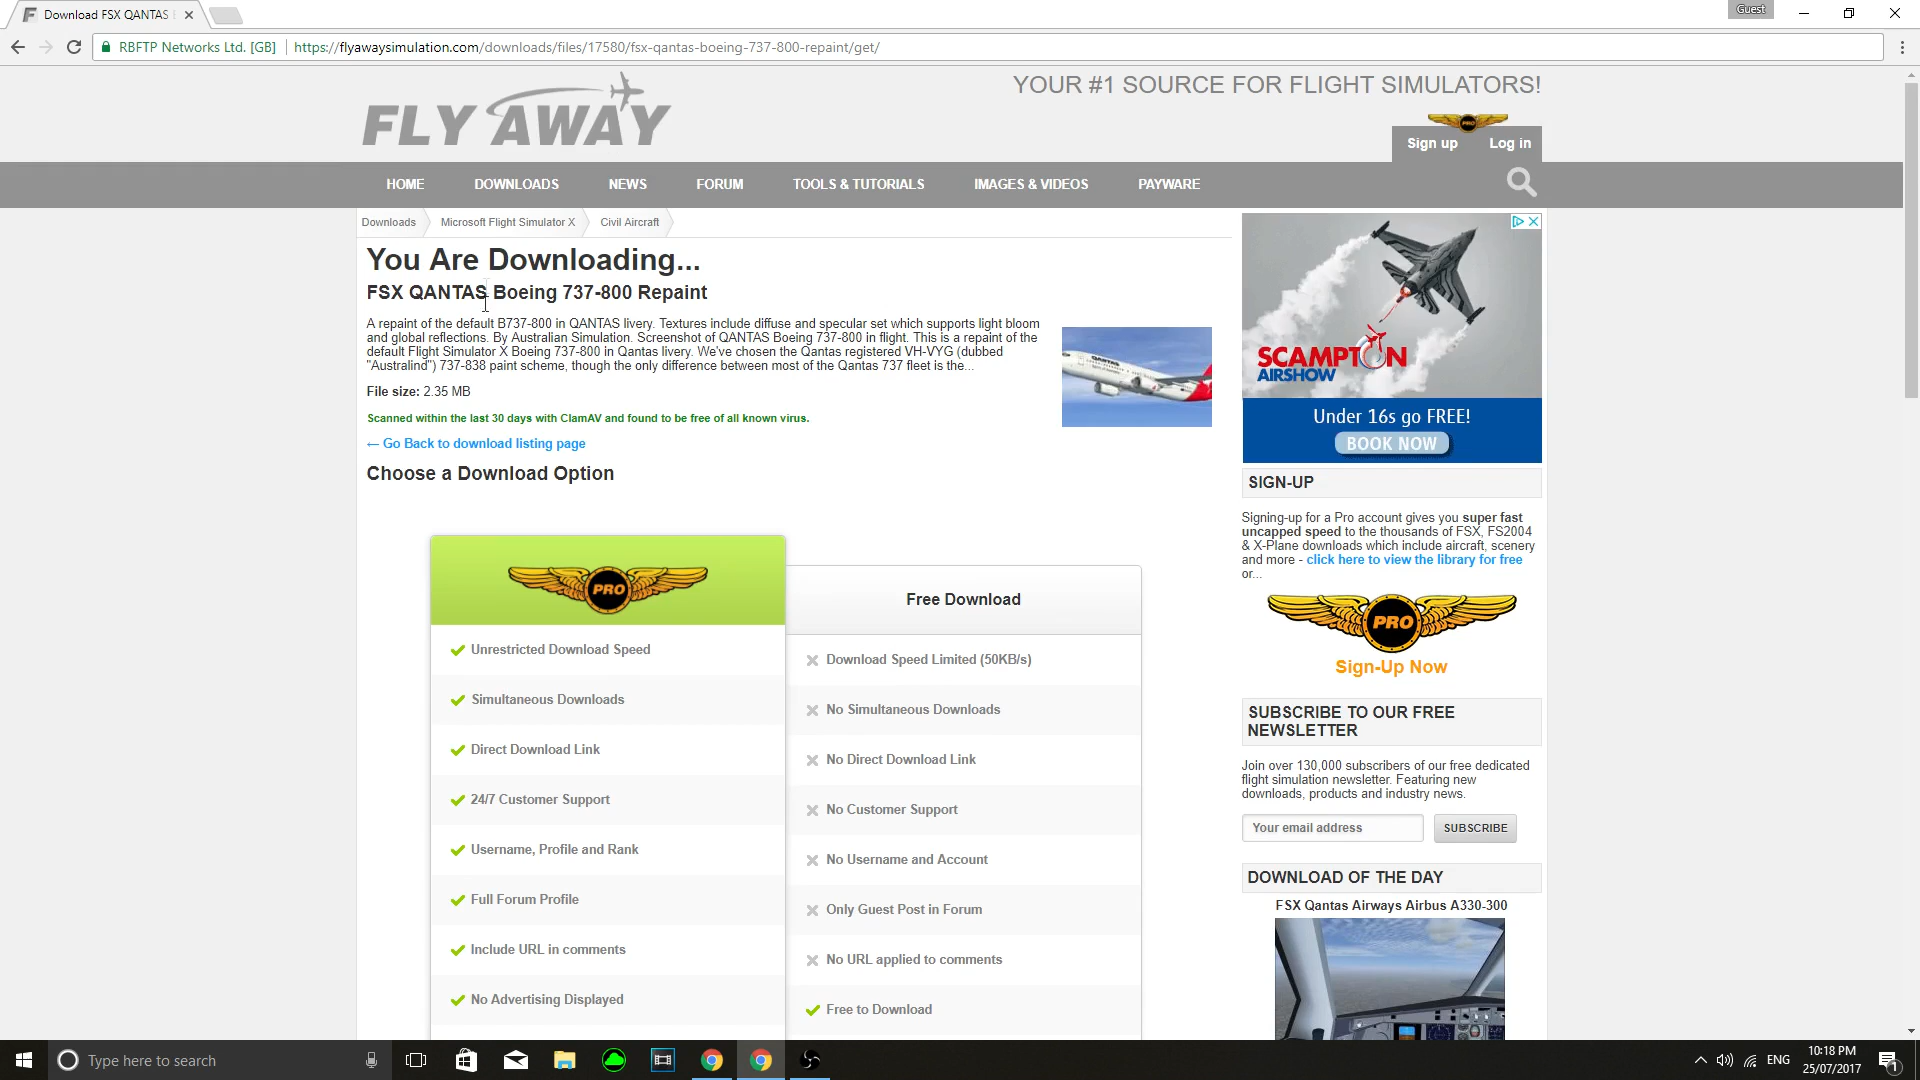 Download FSX QANTAS
Guest
RBFTP Networks Ltd. [GB]
https://flyawaysimulation.com/downloads/files/17580/fsx-qantas-boeing-737-800-repaint/get/
FLY AWAY
YOUR #1 SOURCE FOR FLIGHT SIMULATORS!
PRO
Sign up
Log in
HOME
DOWNLOADS
NEWS
FORUM
TOOLS & TUTORIALS
IMAGES & VIDEOS
PAYWARE
Downloads
Microsoft Flight Simulator X
Civil Aircraft
You Are Downloading...
FSX QANTAS Boeing 737-800 Repaint
A repaint of the default B737-800 in QANTAS livery. Textures include diffuse and specular set which supports light bloom
and global reflections. By Australian Simulation. Screenshot of QANTAS Boeing 737-800 in flight. This is a repaint of the
default Flight Simulator X Boeing 737-800 in Qantas livery. We've chosen the Qantas registered VH-VYG (dubbed
"Australind") 737-838 paint scheme, though the only difference between most of the Qantas 737 fleet is the...
QANTAS
File size: 2.35 MB
Scanned within the last 30 days with ClamAV and found to be free of all known virus.
← Go Back to download listing page
Choose a Download Option
PRO
Unrestricted Download Speed
Simultaneous Downloads
Direct Download Link
24/7 Customer Support
Username, Profile and Rank
Full Forum Profile
Include URL in comments
No Advertising Displayed
Free Download
Download Speed Limited (50KB/s)
No Simultaneous Downloads
No Direct Download Link
No Customer Support
No Username and Account
Only Guest Post in Forum
No URL applied to comments
Free to Download
SCAMPTON
AIRSHOW
Under 16s go FREE!
BOOK NOW
SIGN-UP
Signing-up for a Pro account gives you super fast
uncapped speed to the thousands of FSX, FS2004
& X-Plane downloads which include aircraft, scenery
and more - click here to view the library for free
or...
PRO
Sign-Up Now
SUBSCRIBE TO OUR FREE
NEWSLETTER
Join over 130,000 subscribers of our free dedicated
flight simulation newsletter. Featuring new
downloads, products and industry news.
Your email address
SUBSCRIBE
DOWNLOAD OF THE DAY
FSX Qantas Airways Airbus A330-300
Type here to search
ENG
10:18 PM
25/07/2017
1